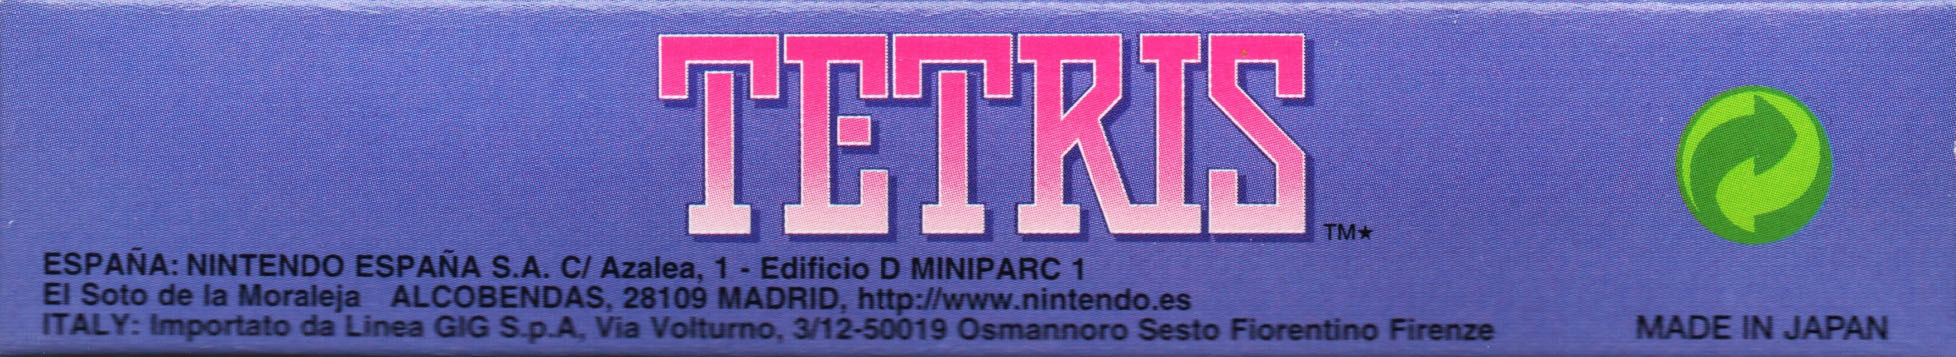 TETRIS
TM★
ESPAÑA: NINTENDO ESPAÑA S.A. C/ Azalea, 1 - Edificio D MINIPARC 1
El Soto de la Moraleja ALCOBENDAS, 28109 MADRID, http://www.nintendo.es
ITALY: Importato da Linea GIG S.p.A, Via Volturno, 3/12-50019 Osmannoro Sesto Fiorentino Firenze
MADE IN JAPAN